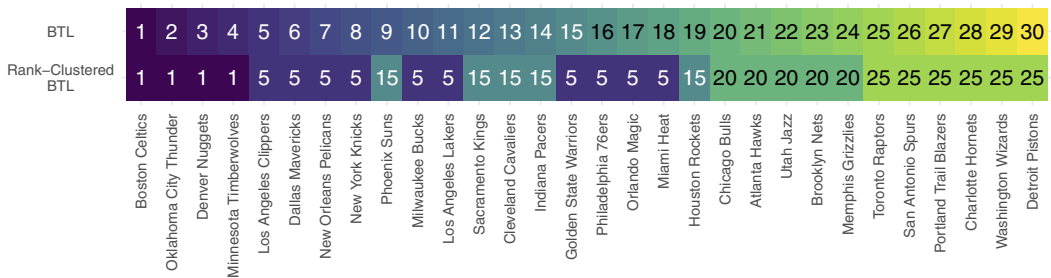 BTL 1 2 3 4 5 6 7 8 9 10 11 12 13 14 15 16 17 18 19 20 21 22 23 24 25 26 27 28 29 30
Rank−Clustered
BTL 1 1 1 1 5 5 5 5 15 5 5 15 15 15 5 5 5 5 15 20 20 20 20 20 25 25 25 25 25 25
Boston Celtics
Oklahoma City Thunder
Denver Nuggets
Minnesota Timberwolves
Los Angeles Clippers
Dallas Mavericks
New Orleans Pelicans
New York Knicks
Phoenix Suns
Milwaukee Bucks
Los Angeles Lakers
Sacramento Kings
Cleveland Cavaliers
Indiana Pacers
Golden State Warriors
Philadelphia 76ers
Orlando Magic
Miami Heat
Houston Rockets
Chicago Bulls
Atlanta Hawks
Utah Jazz
Brooklyn Nets
Memphis Grizzlies
Toronto Raptors
San Antonio Spurs
Portland Trail Blazers
Charlotte Hornets
Washington Wizards
Detroit Pistons